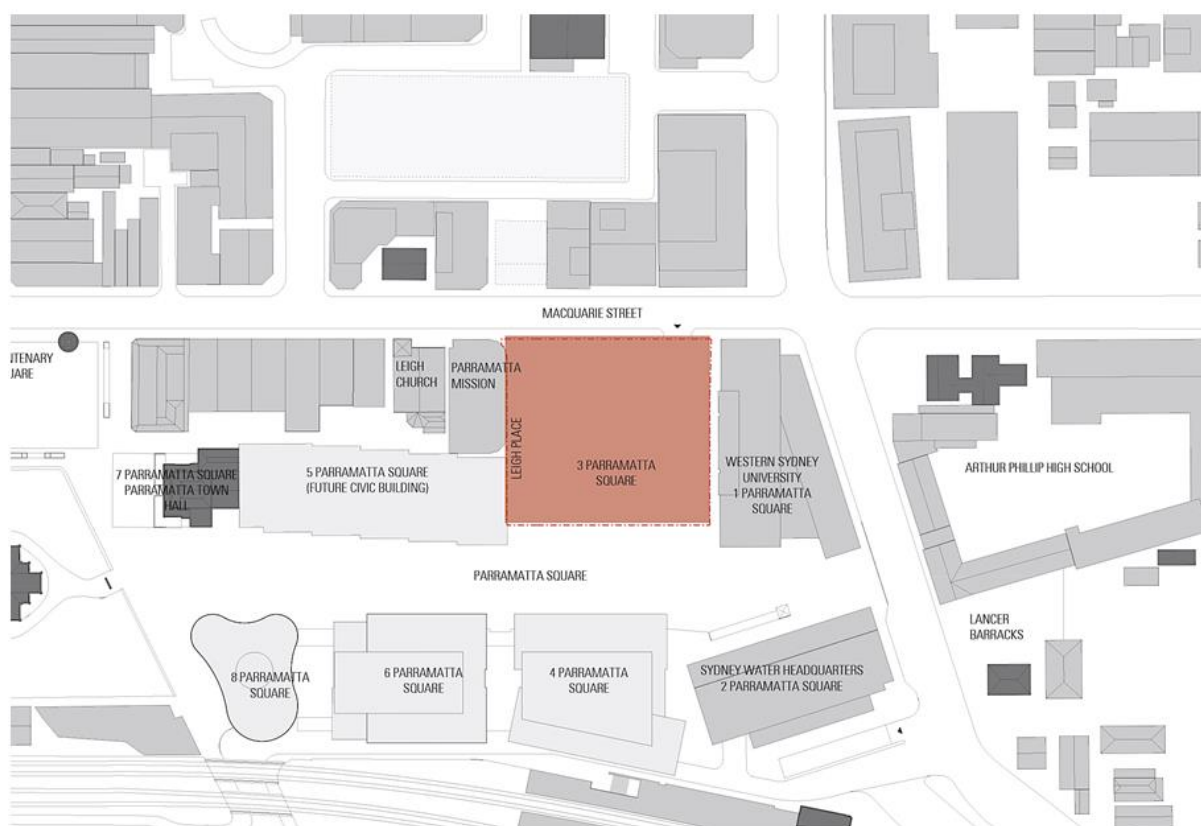 MACQUARIE STREET
NTENARY
LEIGH
CHURCH
PARRAMATTA
MISSION
LEIGH PLACE
3 PARRAMATTA
SQUARE
WESTERN SYDNEY
UNIVERSITY
1 PARRAMATTA
SQUARE
ARTHUR PHILLIP HIGH SCHOOL
7 PARRAMATTA SQUARE
PARRAMATTA TOWN
HALL
5 PARRAMATTA SQUARE
(FUTURE CIVIC BUILDING)
PARRAMATTA SQUARE
LANCER
BARRACKS
8 PARRAMATTA
SQUARE
6 PARRAMATTA
SQUARE
4 PARRAMATTA
SQUARE
SYDNEY WATER HEADQUARTERS
2 PARRAMATTA SQUARE